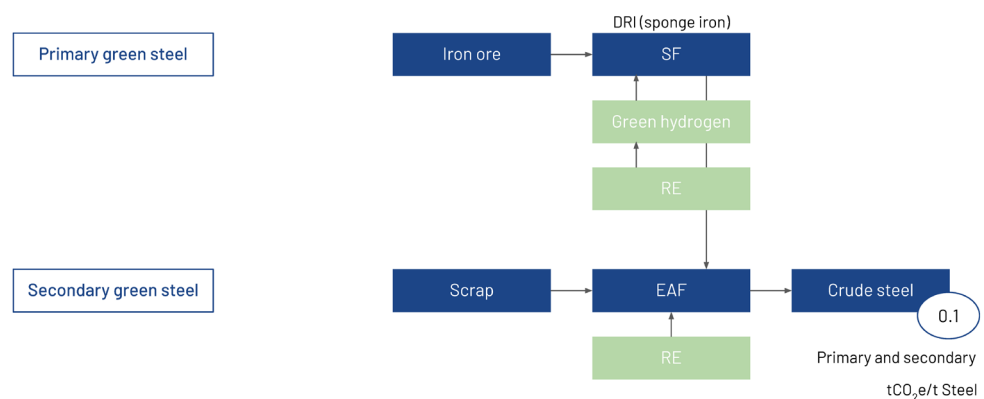 DRI (sponge iron)
Primary green steel
Iron ore
SF
Green hydrogen
RE
Secondary green steel
Scrap
EAF
Crude steel
0.1
RE
Primary and secondary
tCO₂e/t Steel